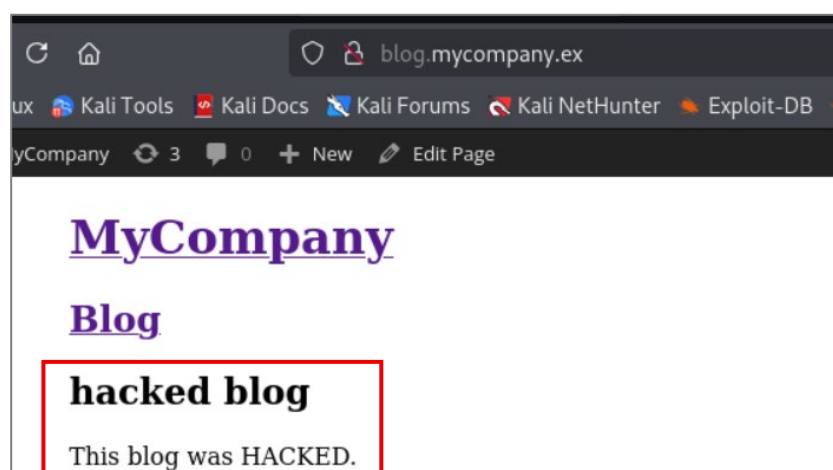 blog.mycompany.ex
ux Kali Tools Kali Docs Kali Forums Kali NetHunter Exploit-DB
yCompany 3 0 + New Edit Page
MyCompany
Blog
hacked blog
This blog was HACKED.